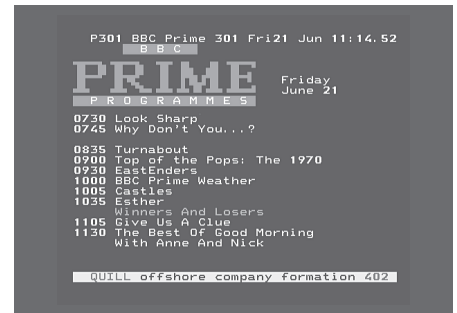 P301 BBC Prime 301 Fri21 Jun 11:14.52
BBC
PRIME
Friday
June 21
PROGRAMMES
0730 Look Sharp
0745 Why Don't You...?
0835 Turnabout
0900 Top of the Pops: The 1970
0930 EastEnders
1000 BBC Prime Weather
1005 Castles
1035 Esther
Winners And Losers
1105 Give Us A Clue
1130 The Best Of Good Morning
With Anne And Nick
QUILL offshore company formation 402